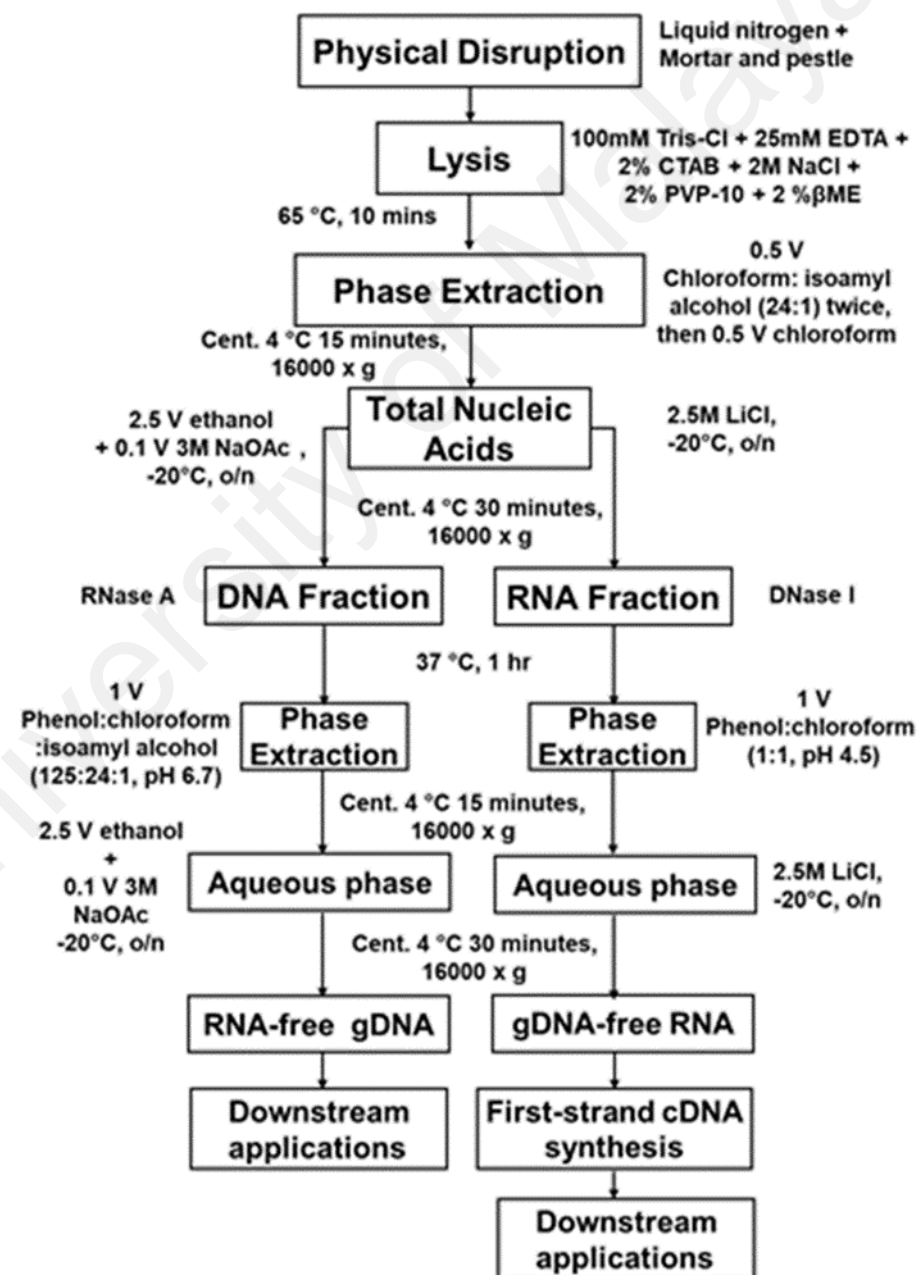 Physical Disruption
Liquid nitrogen +
Mortar and pestle
Lysis
100mM Tris-Cl + 25mM EDTA +
2% CTAB + 2M NaCl +
2% PVP-10 + 2 %βME
65 °C, 10 mins
Phase Extraction
0.5 V
Chloroform: isoamyl
alcohol (24:1) twice,
then 0.5 V chloroform
Cent. 4 °C 15 minutes,
16000 x g
Total Nucleic
Acids
2.5 V ethanol
+ 0.1 V 3M NaOAc ,
-20°C, o/n
2.5M LiCl,
-20°C, o/n
Cent. 4 °C 30 minutes,
16000 x g
RNase A
DNA Fraction
RNA Fraction
DNase I
37 °C, 1 hr
1 V
Phenol:chloroform
:isoamyl alcohol
(125:24:1, pH 6.7)
Phase
Extraction
Phase
Extraction
1 V
Phenol:chloroform
(1:1, pH 4.5)
Cent. 4 °C 15 minutes,
16000 x g
2.5 V ethanol
+
0.1 V 3M
NaOAc
-20°C, o/n
Aqueous phase
Aqueous phase
2.5M LiCl,
-20°C, o/n
Cent. 4 °C 30 minutes,
16000 x g
RNA-free gDNA
gDNA-free RNA
Downstream
applications
First-strand cDNA
synthesis
Downstream
applications
University of Malaya